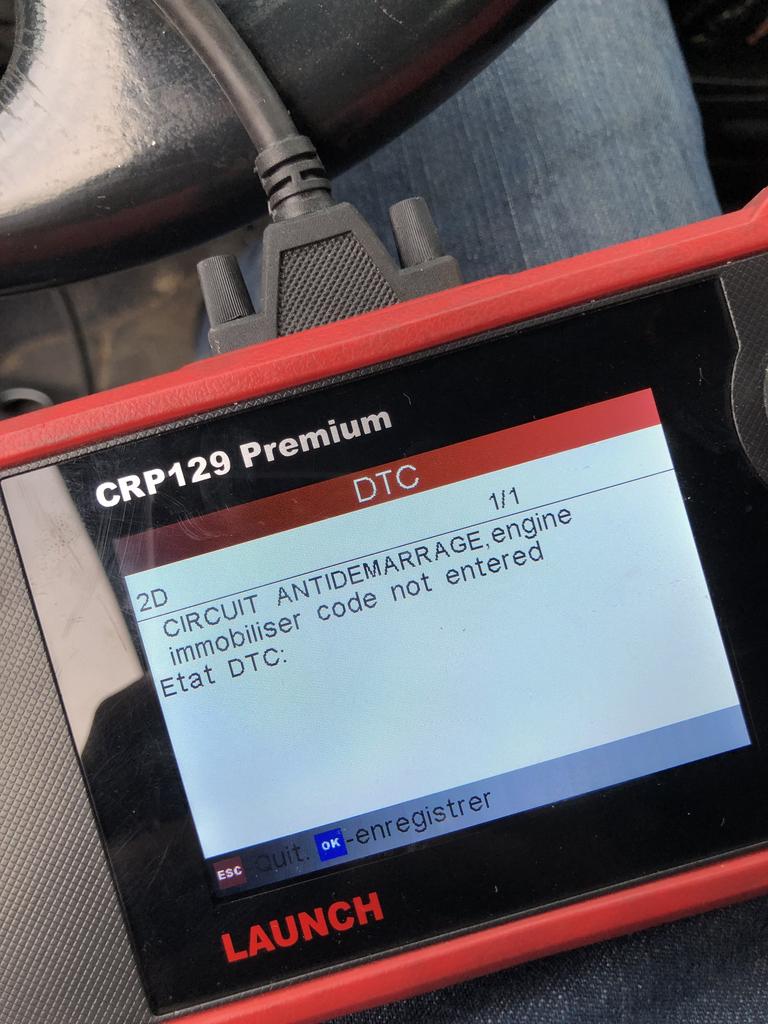 CRP129 Premium
DTC
1/1
2D
CIRCUIT ANTIDEMARRAGE,engine
immobiliser code not entered
Etat DTC:
ESC Quit. OK-enregistrer
LAUNCH